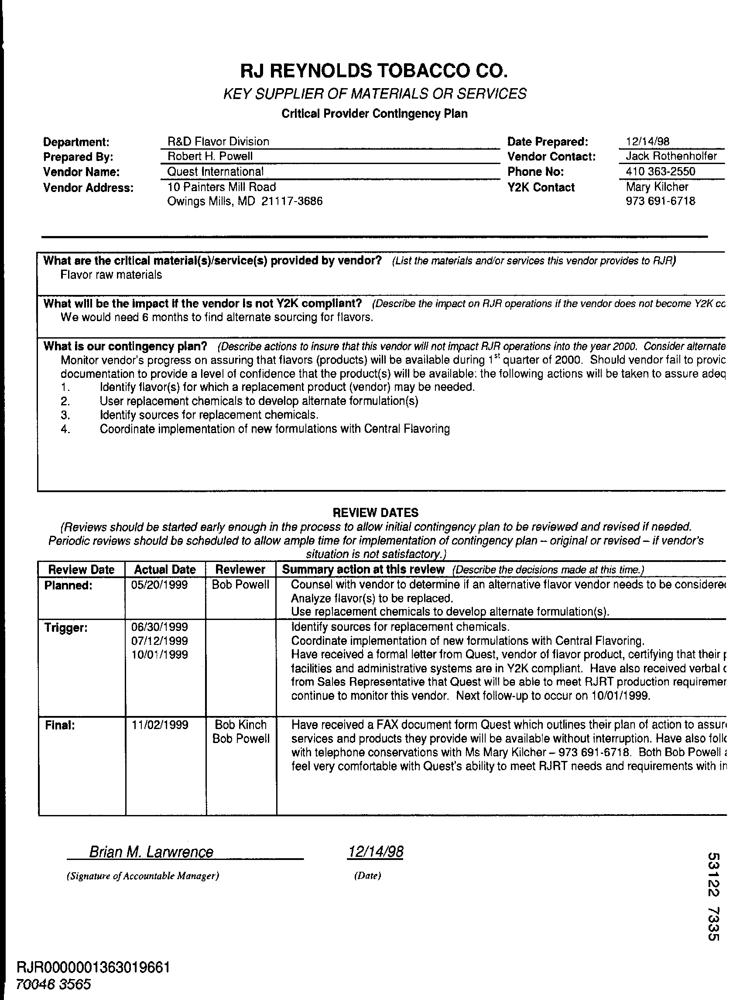 RJ REYNOLDS TOBACCO CO.
KEY SUPPLIER OF MATERIALS OR SERVICES
Critical Provider Contingency Plan
Department: R&D Flavor Division Date Prepared: 12/14/98
Prepared By: Robert H. Powell Vendor Contact: Jack Rothenholfer
Vendor Name: Quest International Phone No: 410 363-2550
Vendor Address: 10 Painters Mill Road Y2K Contact Mary Kilcher
Owings Mills, MD 21117-3686 973 691-6718
What are the critical material(s)/service(s) provided by vendor? (List the materials and/or services this vendor provides to RJR)
Flavor raw materials
What will be the impact if the vendor is not Y2K compliant? (Describe the impact on RJR operations if the vendor does not become Y2K cc
We would need 6 months to find alternate sourcing for flavors.
What is our contingency plan? (Describe actions to insure that this vendor will not impact RJR operations into the year 2000. Consider alternate
Monitor vendor's progress on assuring that flavors (products) will be available during 1st quarter of 2000. Should vendor fail to provic
documentation to provide a level of confidence that the product(s) will be available: the following actions will be taken to assure adeq
1. Identify flavor(s) for which a replacement product (vendor) may be needed.
2. User replacement chemicals to develop alternate formulation(s)
3. Identify sources for replacement chemicals.
4. Coordinate implementation of new formulations with Central Flavoring
REVIEW DATES
(Reviews should be started early enough in the process to allow initial contingency plan to be reviewed and revised if needed.
Periodic reviews should be scheduled to allow ample time for implementation of contingency plan – original or revised – if vendor's
situation is not satisfactory.)
Review Date Actual Date Reviewer Summary action at this review (Describe the decisions made at this time.)
Planned: 05/20/1999 Bob Powell Counsel with vendor to determine if an alternative flavor vendor needs to be considered
Analyze flavor(s) to be replaced.
Use replacement chemicals to develop alternate formulation(s).
Trigger: 06/30/1999 Identify sources for replacement chemicals.
07/12/1999 Coordinate implementation of new formulations with Central Flavoring.
10/01/1999 Have received a formal letter from Quest, vendor of flavor product, certifying that their p
facilities and administrative systems are in Y2K compliant. Have also received verbal c
from Sales Representative that Quest will be able to meet RJRT production requiremer
continue to monitor this vendor. Next follow-up to occur on 10/01/1999.
Final: 11/02/1999 Bob Kinch Have received a FAX document form Quest which outlines their plan of action to assur
Bob Powell services and products they provide will be available without interruption. Have also follc
with telephone conservations with Ms Mary Kilcher – 973 691-6718. Both Bob Powell a
feel very comfortable with Quest's ability to meet RJRT needs and requirements with in
Brian M. Larwrence 12/14/98
(Signature of Accountable Manager) (Date)
53122 7335
RJR0000001363019661
70048 3565